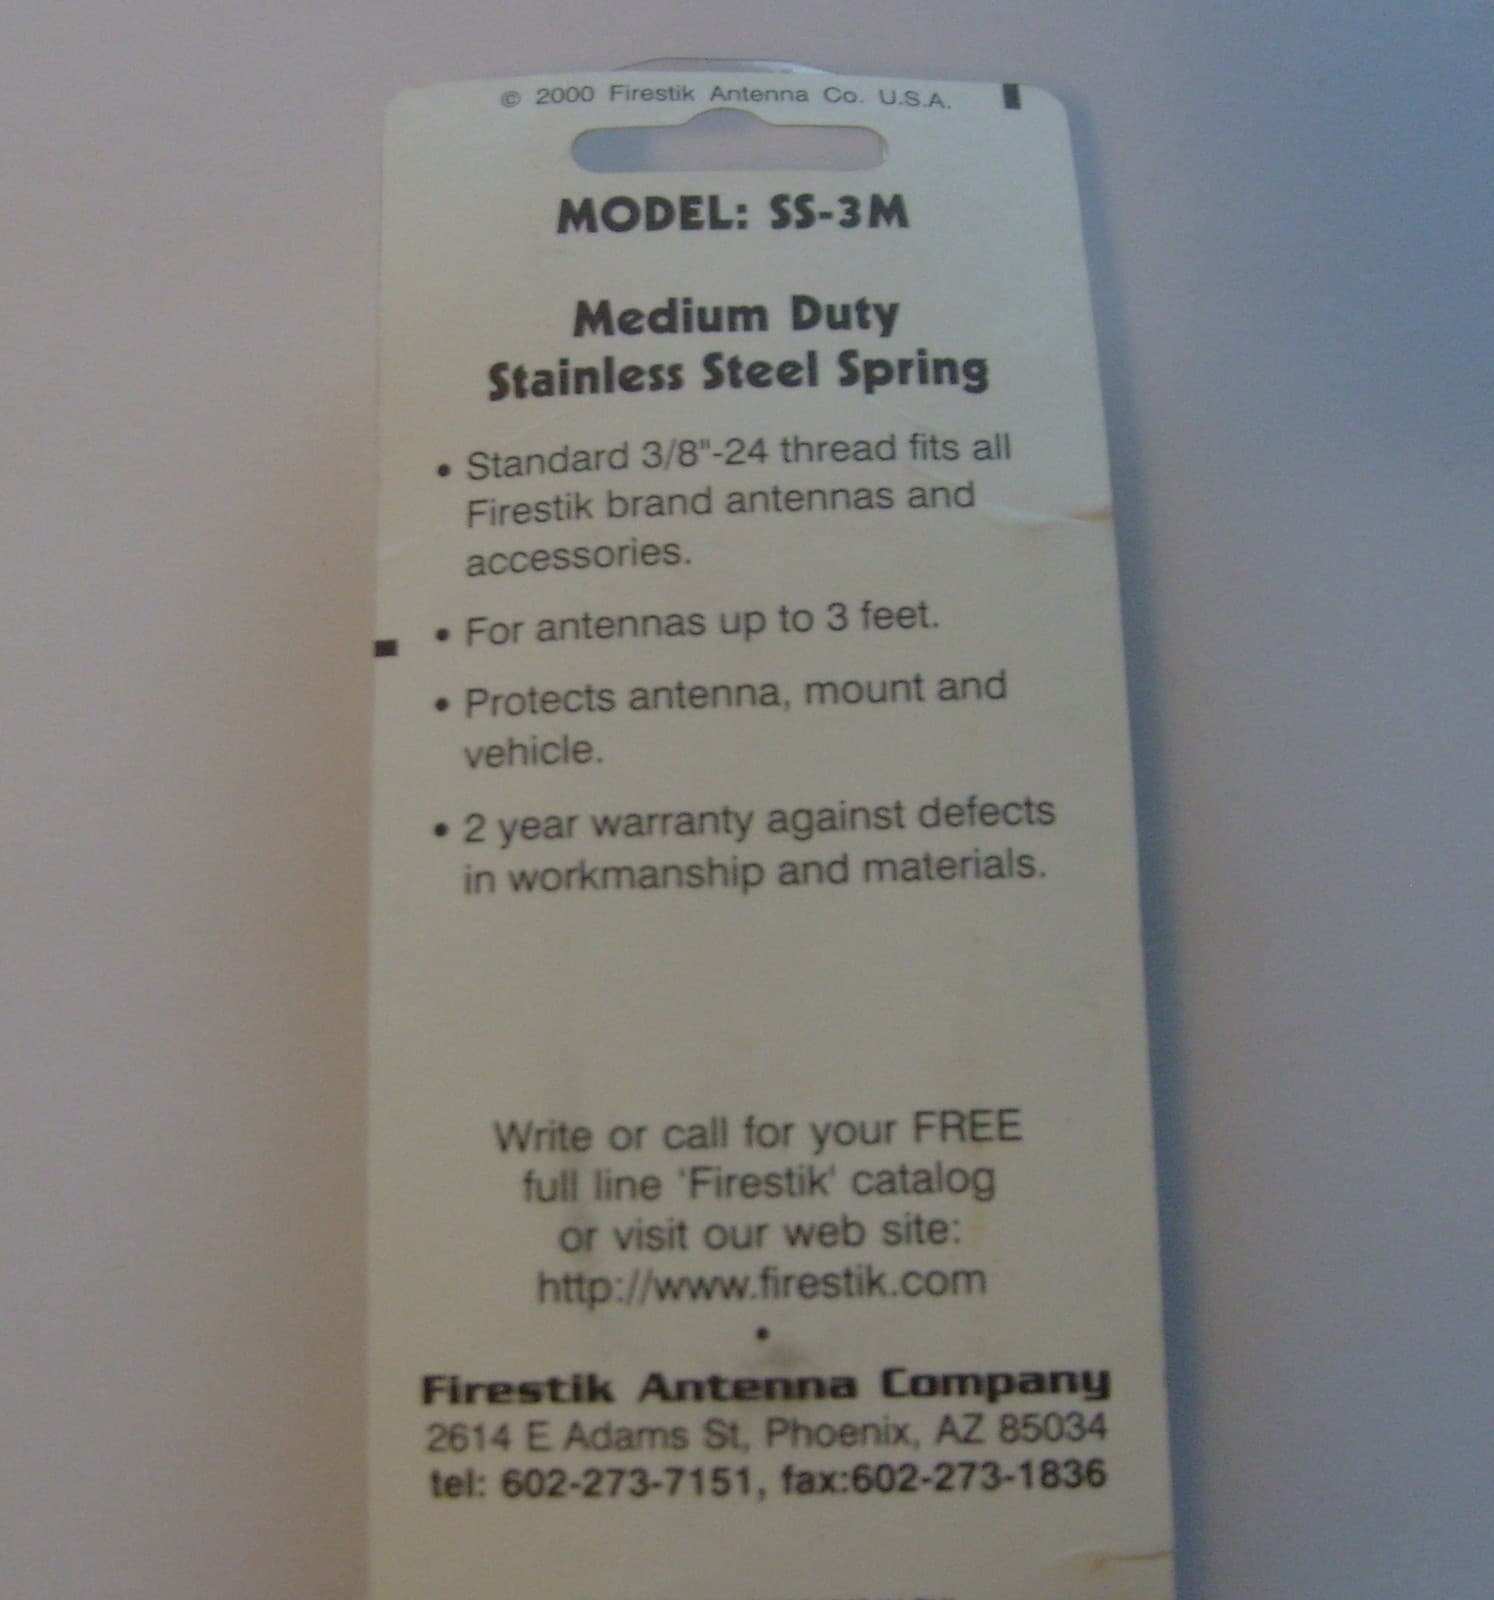 © 2000 Firestik Antenna Co. U.S.A.
MODEL: SS-3M
Medium Duty
Stainless Steel Spring
• Standard 3/8"-24 thread fits all
Firestik brand antennas and
accessories.
• For antennas up to 3 feet.
• Protects antenna, mount and
vehicle.
• 2 year warranty against defects
in workmanship and materials.
Write or call for your FREE
full line 'Firestik' catalog
or visit our web site:
http://www.firestik.com
•
Firestik Antenna Company
2614 E Adams St, Phoenix, AZ 85034
tel: 602-273-7151, fax:602-273-1836